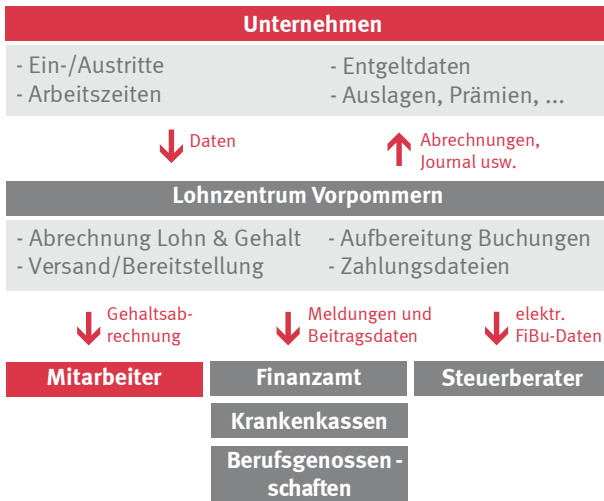 Unternehmen
- Ein-/Austritte
- Arbeitszeiten
- Entgeltdaten
- Auslagen, Prämien, ...
Daten
Abrechnungen,
Journal usw.
Lohnzentrum Vorpommern
- Abrechnung Lohn & Gehalt
- Versand/Bereitstellung
- Aufbereitung Buchungen
- Zahlungsdateien
Gehaltsab-
rechnung
Meldungen und
Beitragsdaten
elektr.
FiBu-Daten
Mitarbeiter
Finanzamt
Steuerberater
Krankenkassen
Berufsgenossen-
schaften